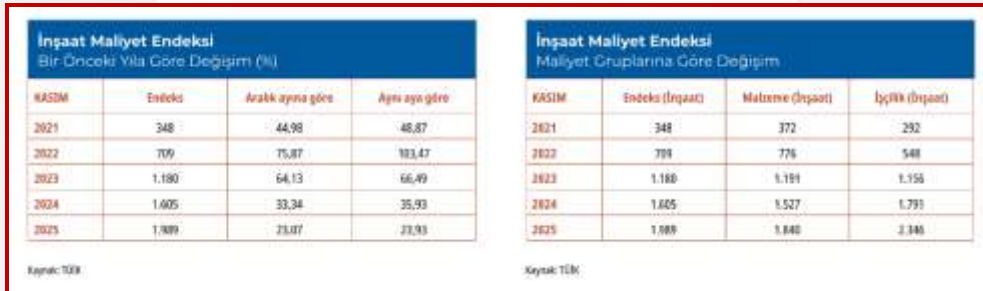 İnşaat Maliyet Endeksi
Bir Önceki Yıla Göre Değişim (%)
KASIM Endeks Aralık ayına göre Aynı aya göre
2021 348 44,98 48,87
2022 709 75,87 103,47
2023 1.180 64,13 66,49
2024 1.605 33,34 35,93
2025 1.989 23,07 23,93
Kaynak: TÜİK
İnşaat Maliyet Endeksi
Maliyet Gruplarına Göre Değişim
KASIM Endeks (İnşaat) Malzeme (İnşaat) İşçilik (İnşaat)
2021 348 372 292
2022 709 776 548
2023 1.180 1.191 1.156
2024 1.605 1.527 1.791
2025 1.989 1.840 2.346
Kaynak: TÜİK